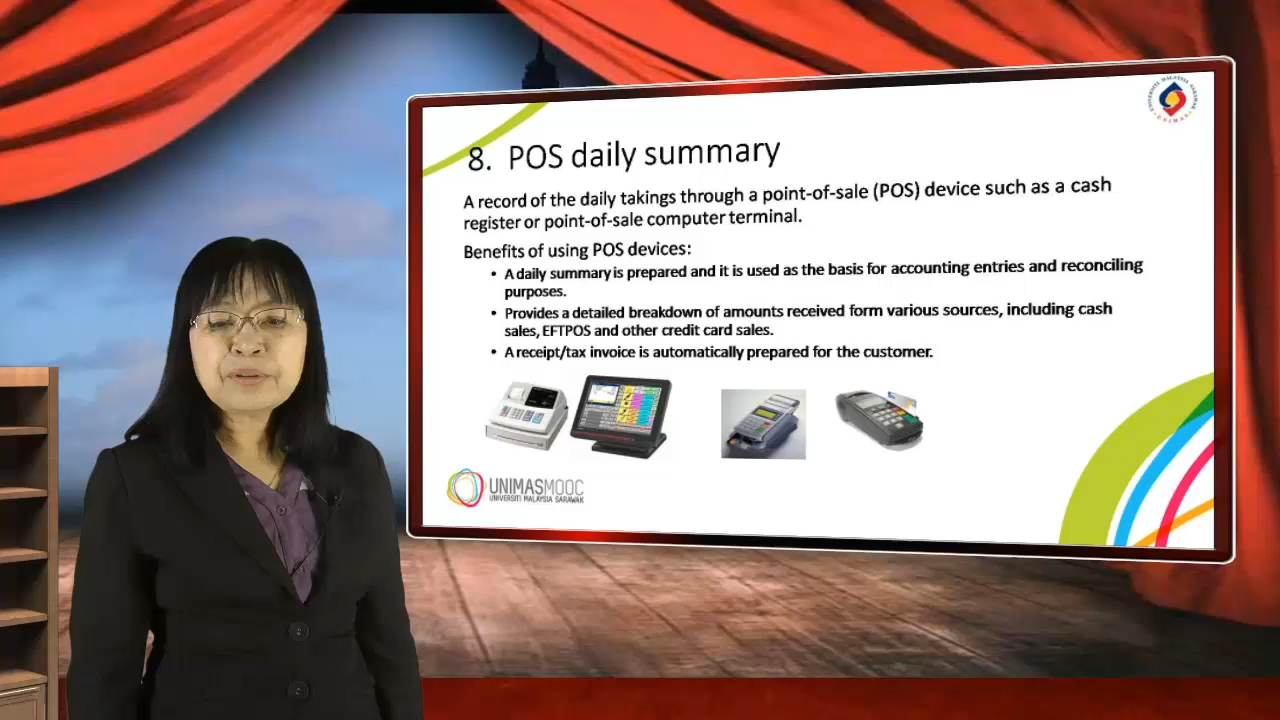 UNIVERSITI MALAYSIA SARAWAK
UNIMAS
8. POS daily summary
A record of the daily takings through a point-of-sale (POS) device such as a cash
register or point-of-sale computer terminal.
Benefits of using POS devices:
• A daily summary is prepared and it is used as the basis for accounting entries and reconciling
purposes.
• Provides a detailed breakdown of amounts received form various sources, including cash
sales, EFTPOS and other credit card sales.
• A receipt/tax invoice is automatically prepared for the customer.
UNIMASMOOC
UNIVERSITI MALAYSIA SARAWAK